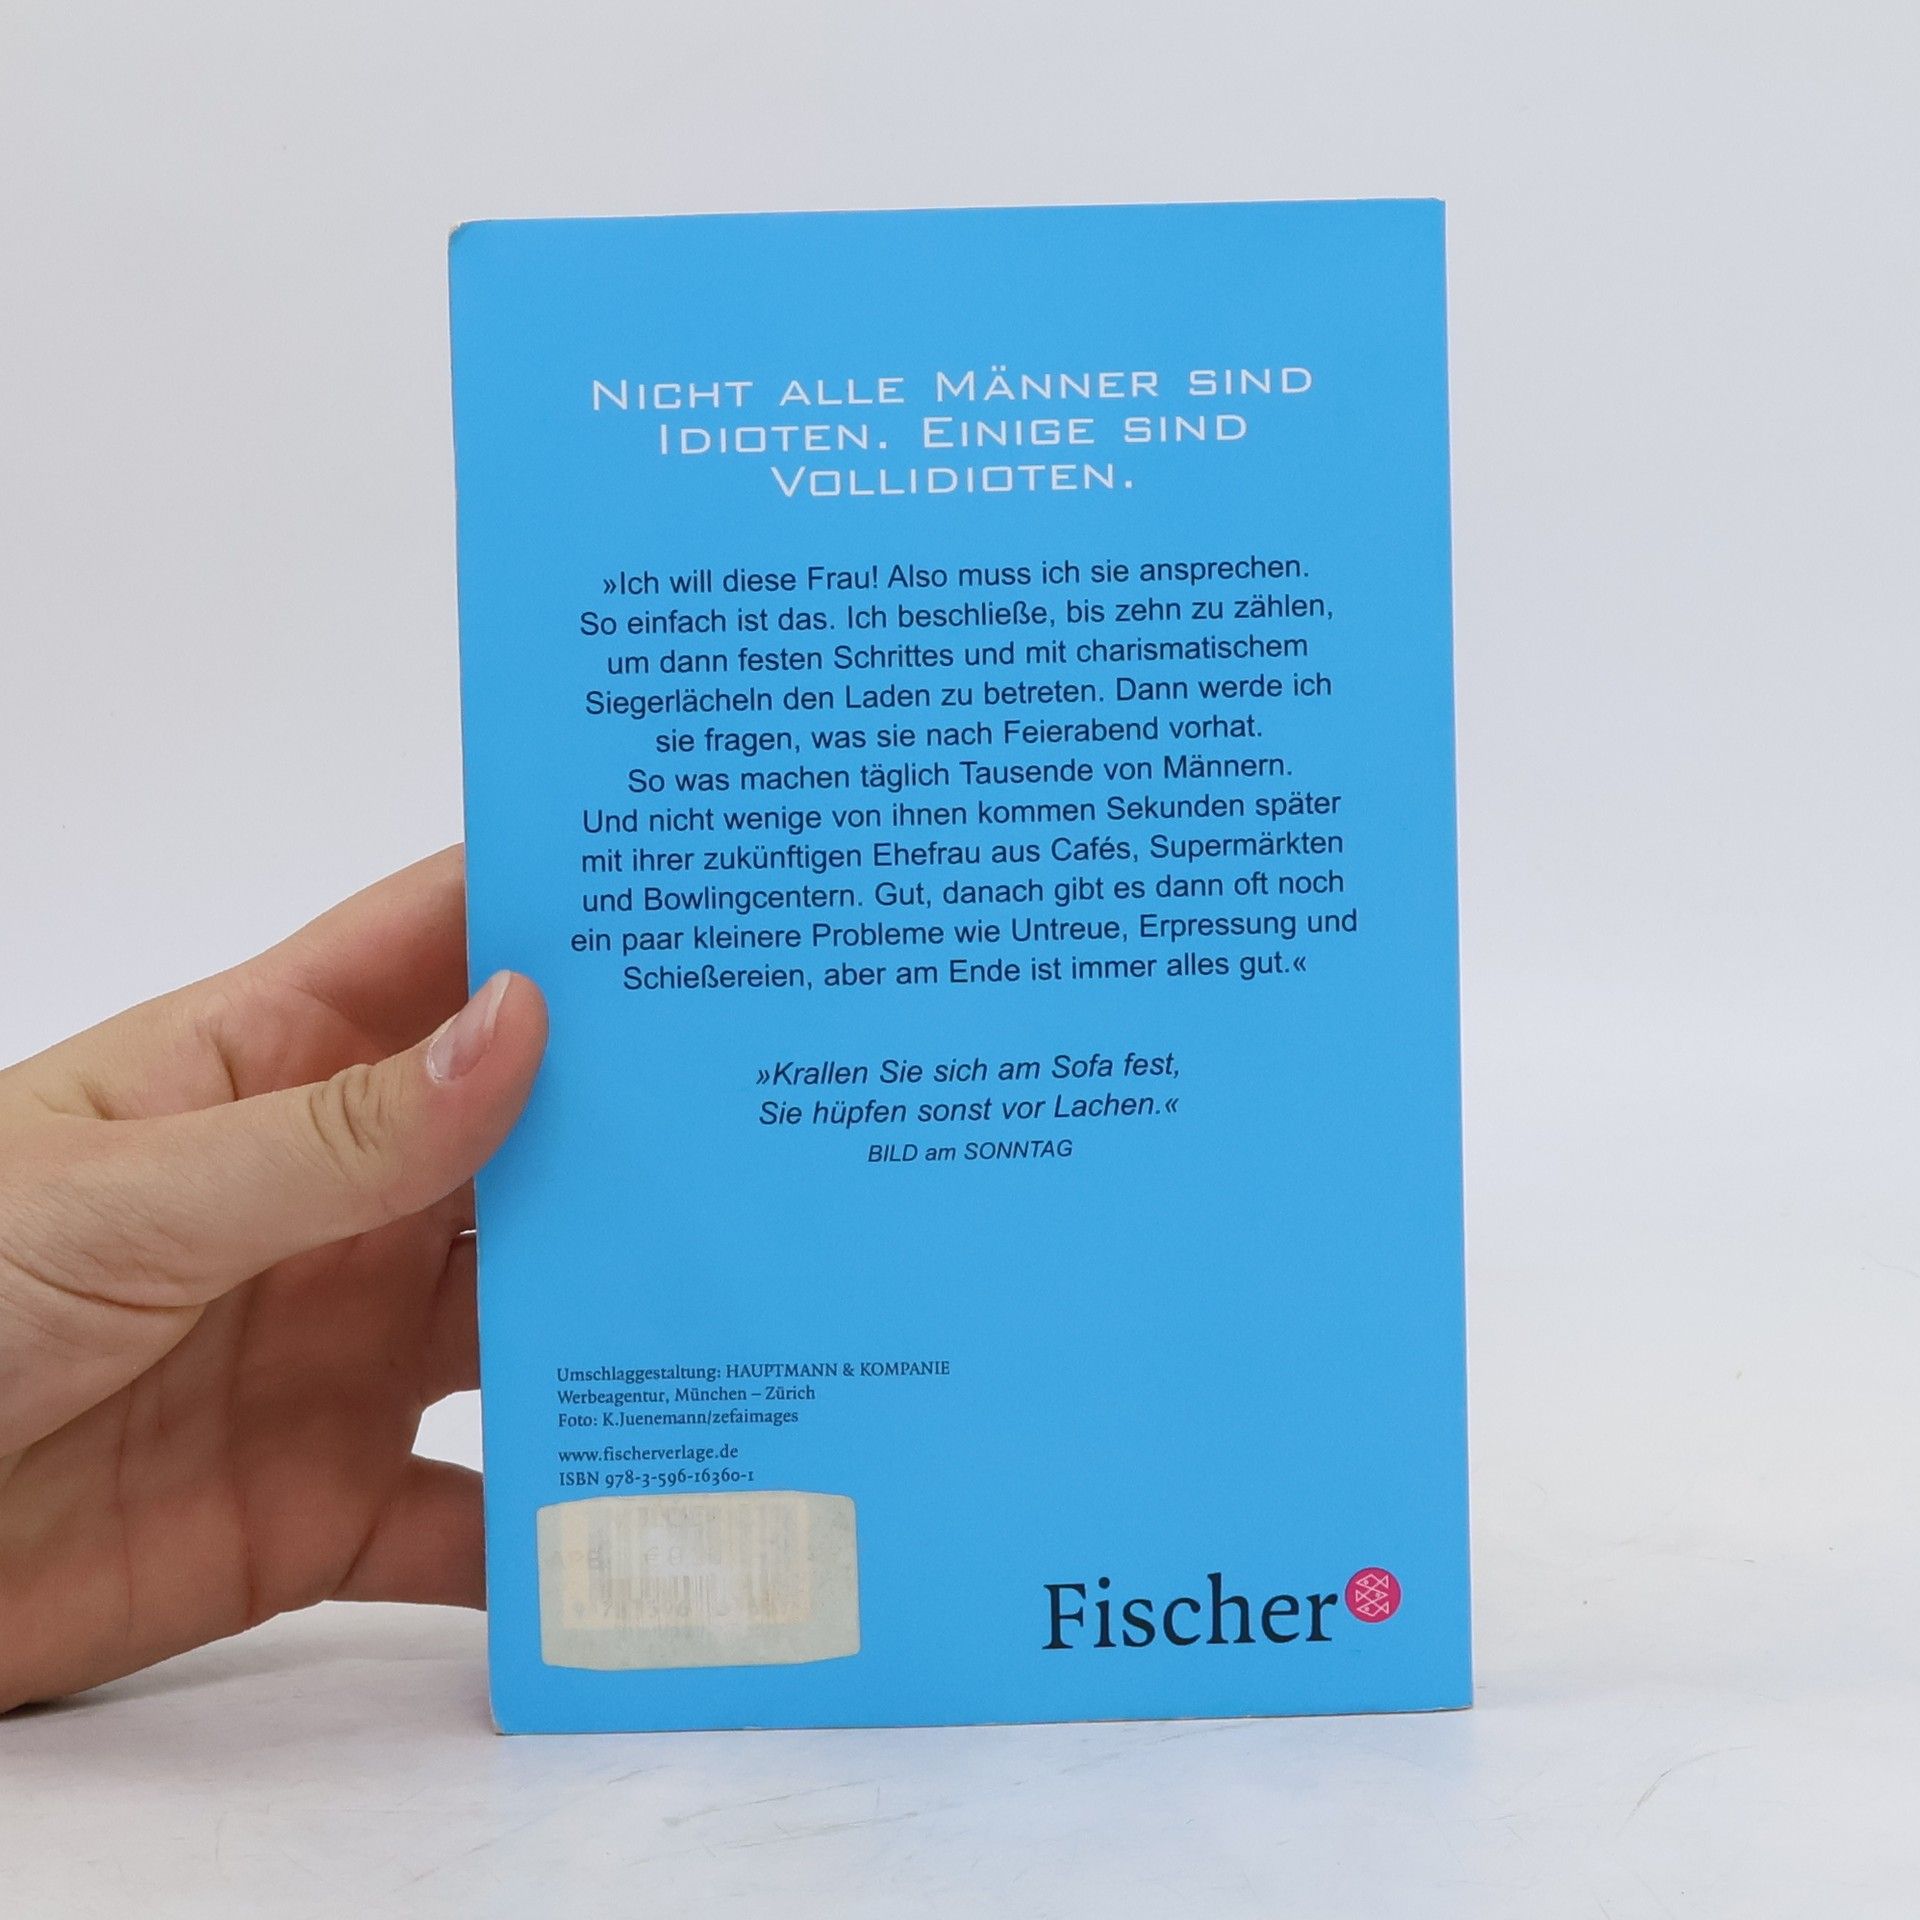 Nicht alle Männer sind
Idioten. Einige sind
Vollidioten.
»Ich will diese Frau! Also muss ich sie ansprechen.
So einfach ist das. Ich beschließe, bis zehn zu zählen,
um dann festen Schrittes und mit charismatischem
Siegerlächeln den Laden zu betreten. Dann werde ich
sie fragen, was sie nach Feierabend vorhat.
So was machen täglich Tausende von Männern.
Und nicht wenige von ihnen kommen Sekunden später
mit ihrer zukünftigen Ehefrau aus Cafés, Supermärkten
und Bowlingcentern. Gut, danach gibt es dann oft noch
ein paar kleinere Probleme wie Untreue, Erpressung und
Schießereien, aber am Ende ist immer alles gut.«
»Krallen Sie sich am Sofa fest,
Sie hüpfen sonst vor Lachen.«
BILD am SONNTAG
Umschlaggestaltung: HAUPTMANN & KOMPANIE
Werbeagentur, München – Zürich
Foto: K.Juenemann/zefaimages
www.fischerverlage.de
ISBN 978-3-596-16360-1
Fischer